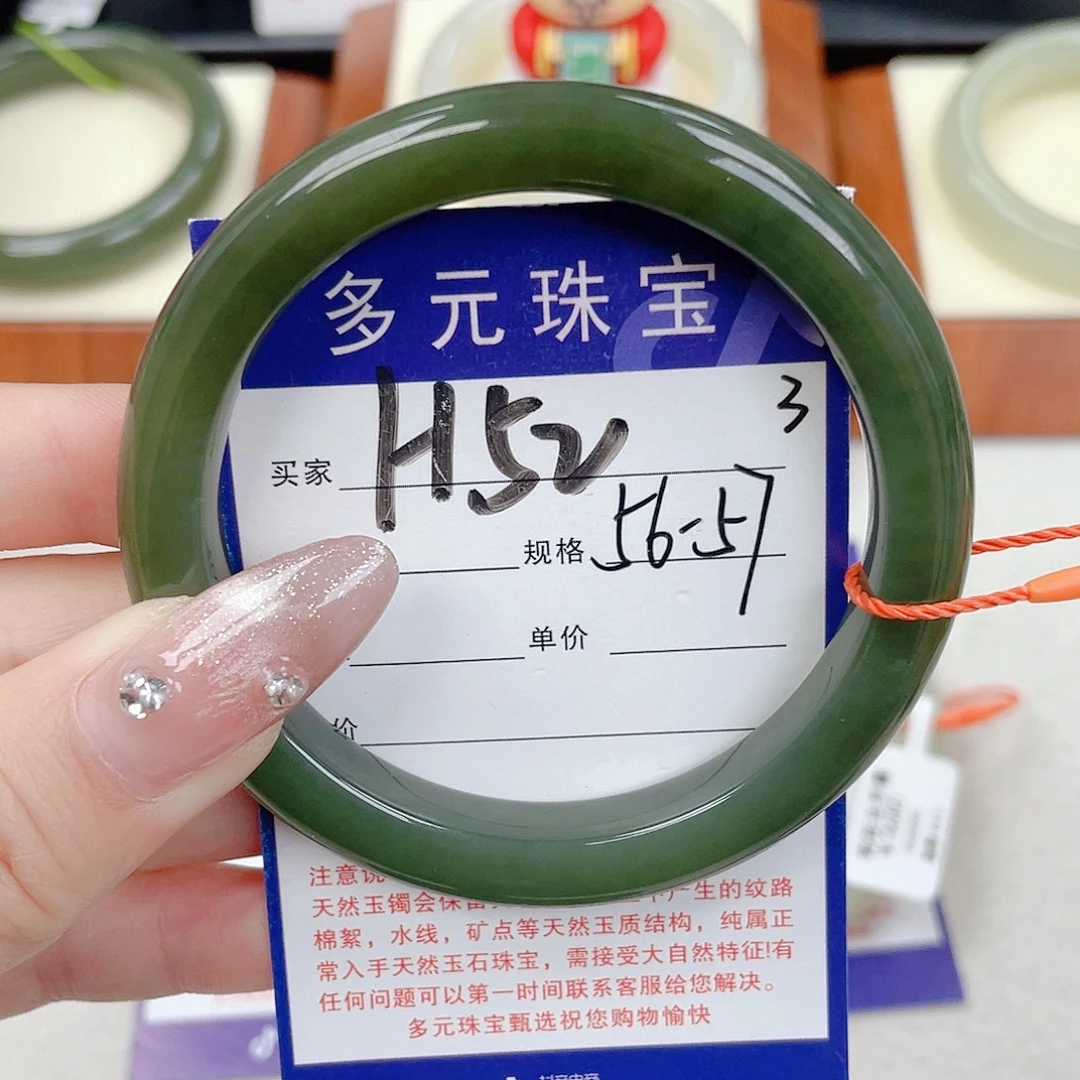 多元珠宝
3
买家 H52
规格 56-57
单价
价
注意说
天然玉镯会保留 产生的纹路
棉絮，水线，矿点等天然玉质结构，纯属正
常入手天然玉石珠宝，需接受大自然特征!有
任何问题可以第一时间联系客服给您解决。
多元珠宝甄选祝您购物愉快